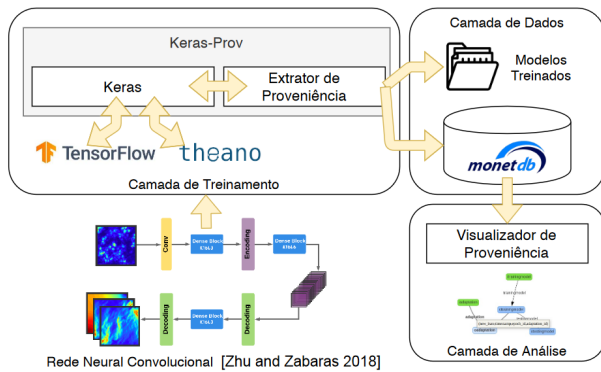 Keras-Prov
Keras
Extrator de
Proveniência
TensorFlow
theano
Camada de Treinamento
Camada de Dados
Modelos
Treinados
monetdb
Visualizador de
Proveniência
Camada de Análise
Conv
Dense Block
Encoding
Dense Block
Decoding
Dense Block
Decoding
Rede Neural Convolucional [Zhu and Zabaras 2018]